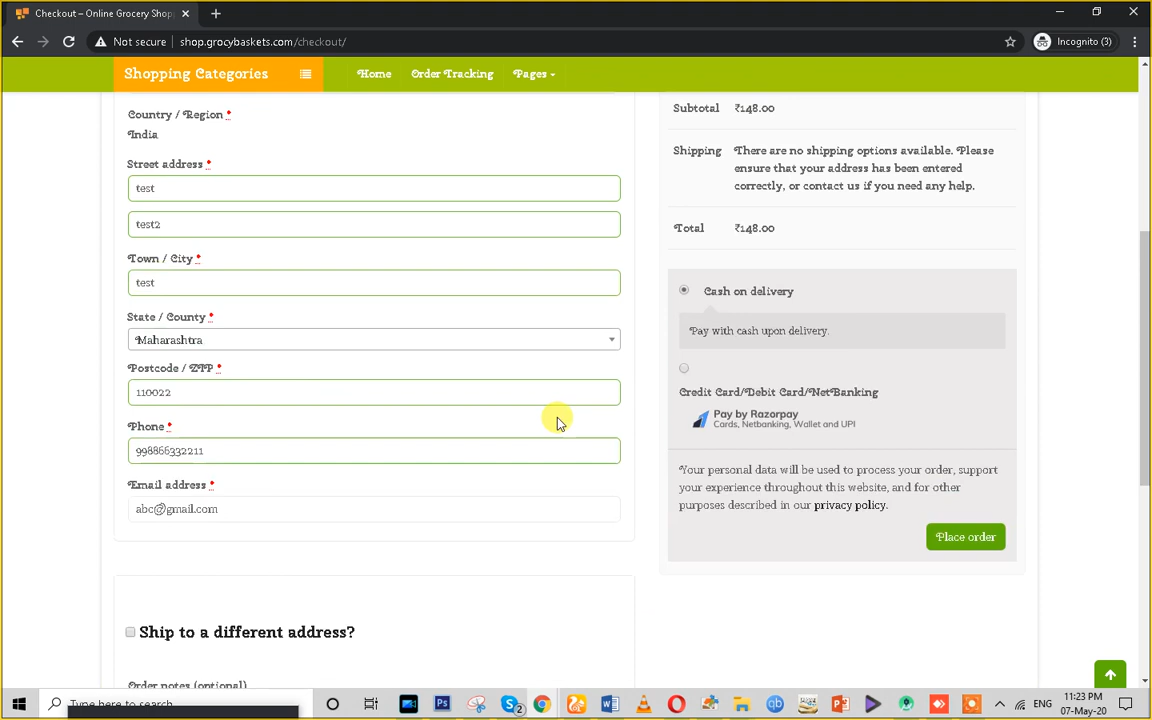 Checkout – Online Grocery Shop
Not secure | shop.grocybaskets.com/checkout/
Incognito (3)
Shopping Categories
Home
Order Tracking
Pages
Country / Region *
India
Street address *
test
test2
Town / City *
test
State / County *
Maharashtra
Postcode / ZIP *
110022
Phone *
998866332211
Email address *
abc@gmail.com
Ship to a different address?
Order notes (optional)
Subtotal ₹148.00
Shipping There are no shipping options available. Please
ensure that your address has been entered
correctly, or contact us if you need any help.
Total ₹148.00
Cash on delivery
Pay with cash upon delivery.
Credit Card/Debit Card/NetBanking
Pay by Razorpay
Cards, Netbanking, Wallet and UPI
Your personal data will be used to process your order, support
your experience throughout this website, and for other
purposes described in our privacy policy.
Place order
Type here to search
ENG
11:23 PM
07-May-20